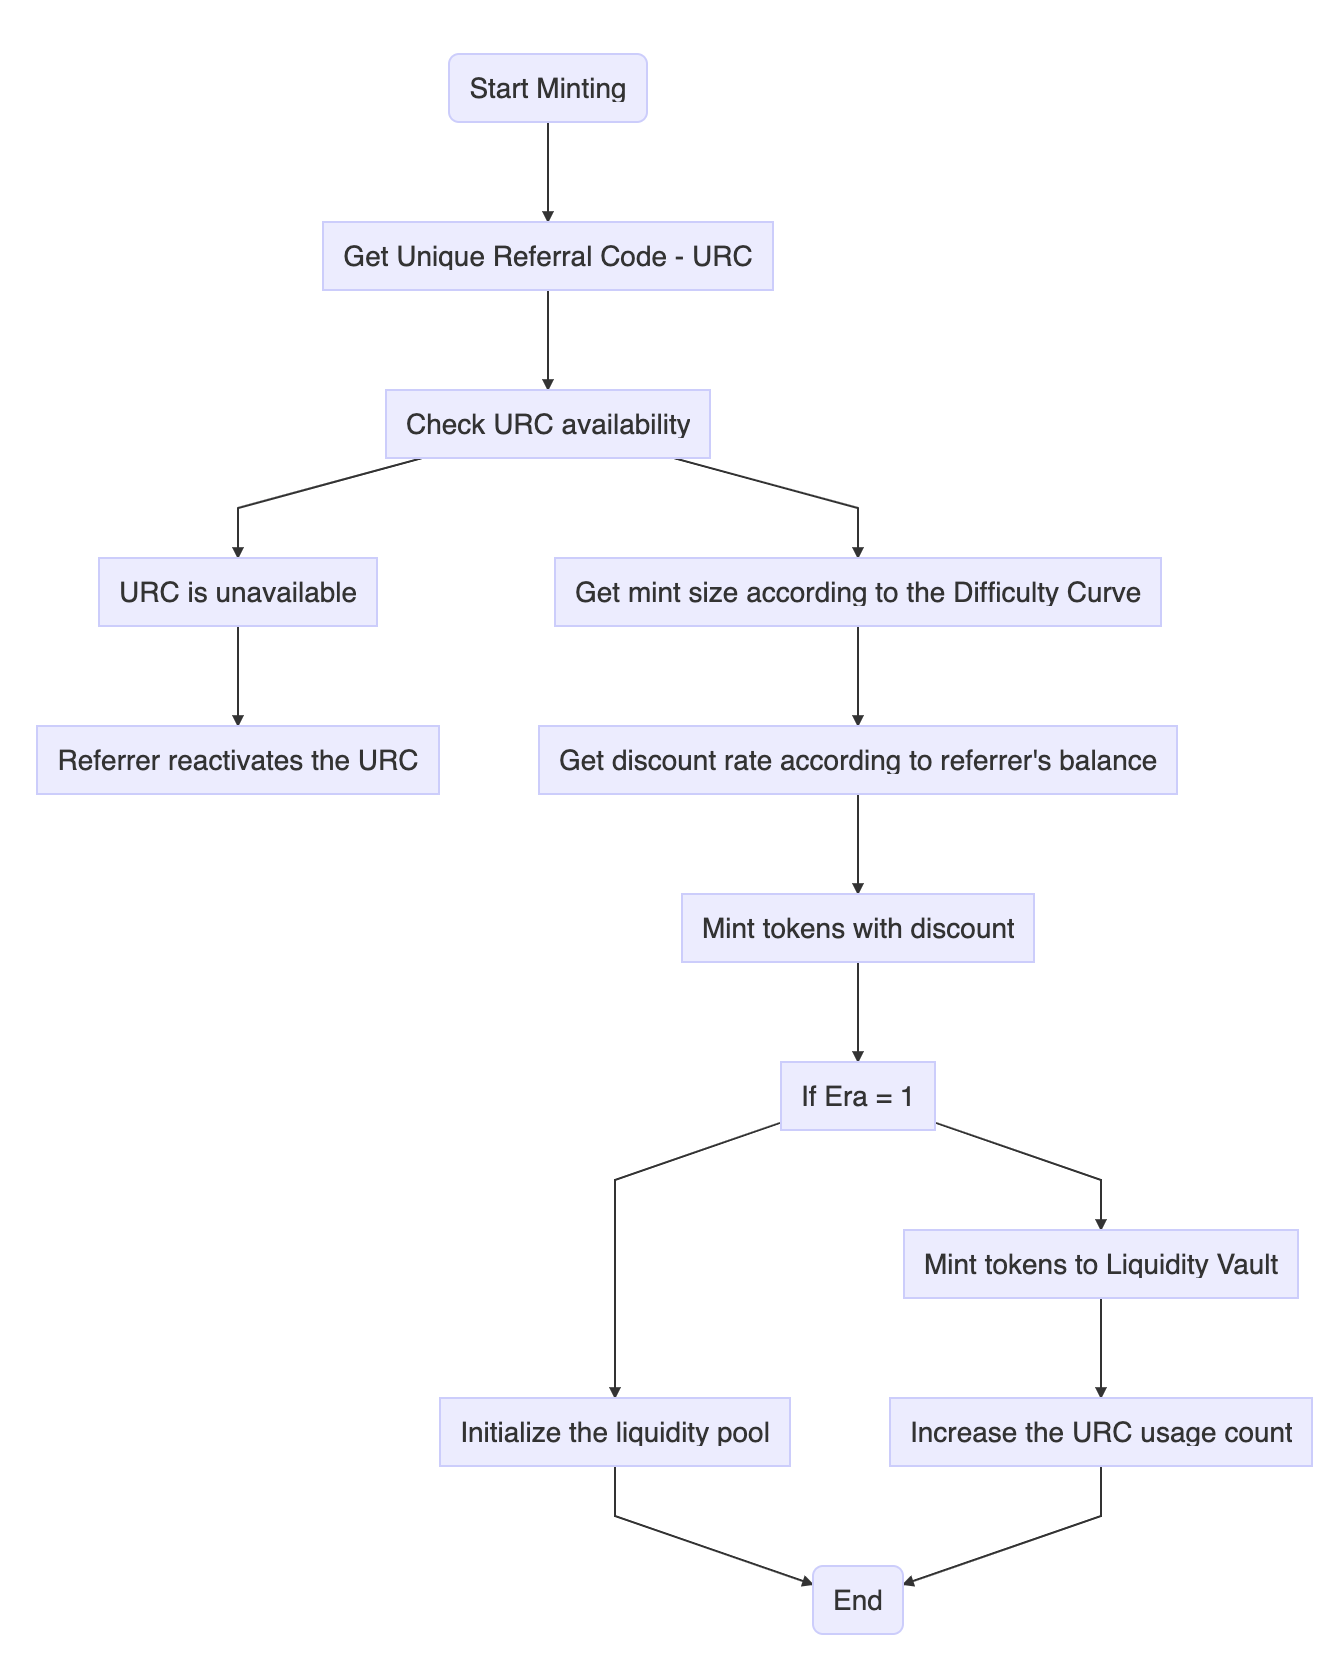 Start Minting
Get Unique Referral Code - URC
Check URC availability
URC is unavailable
Get mint size according to the Difficulty Curve
Referrer reactivates the URC
Get discount rate according to referrer's balance
Mint tokens with discount
If Era = 1
Mint tokens to Liquidity Vault
Initialize the liquidity pool
Increase the URC usage count
End